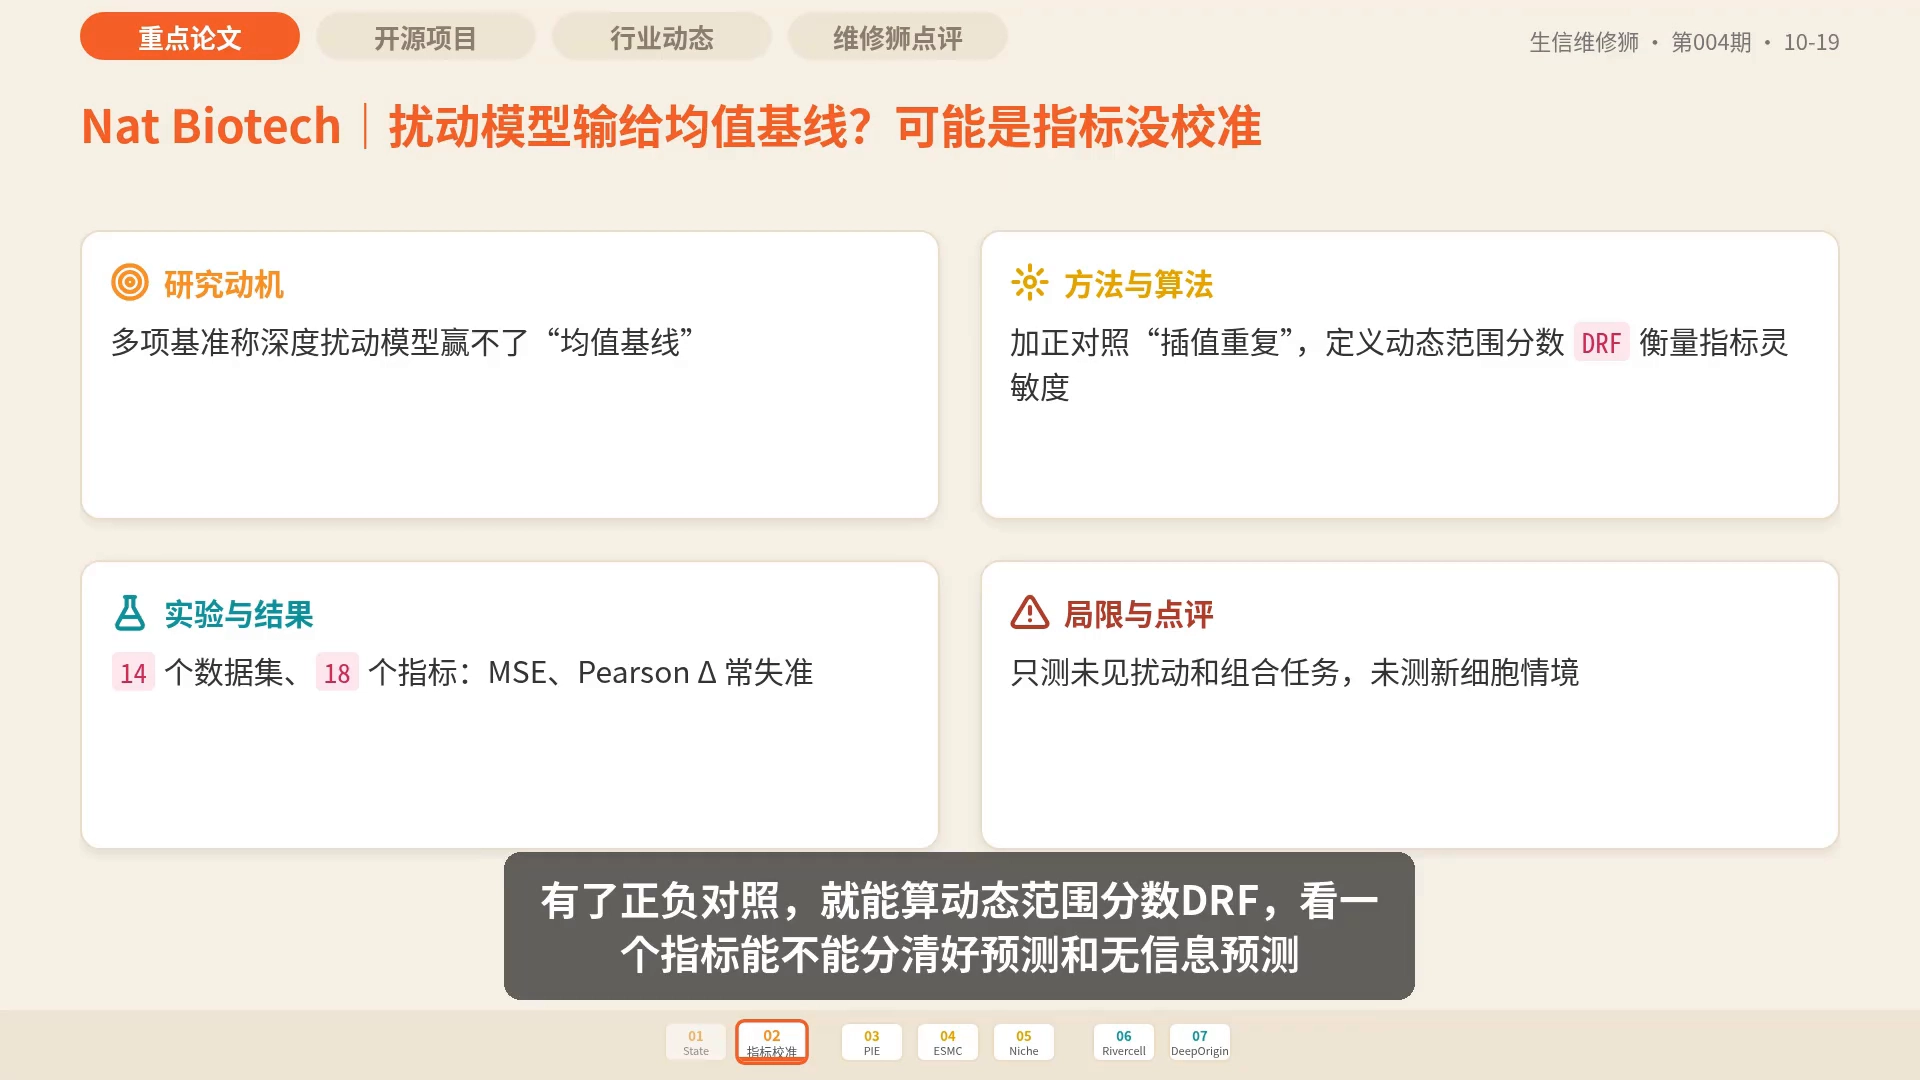 重点论文
开源项目
行业动态
维修狮点评
生信维修狮 • 第004期 • 10-19
Nat Biotech｜扰动模型输给均值基线？可能是指标没校准
研究动机
多项基准称深度扰动模型赢不了“均值基线”
方法与算法
加正对照“插值重复”，定义动态范围分数 DRF 衡量指标灵
敏度
实验与结果
14 个数据集、18 个指标：MSE、Pearson Δ 常失准
局限与点评
只测未见扰动和组合任务，未测新细胞情境
有了正负对照，就能算动态范围分数DRF，看一
个指标能不能分清好预测和无信息预测
01
State
02
指标校准
03
PIE
04
ESMC
05
Niche
06
Rivercell
07
DeepOrigin